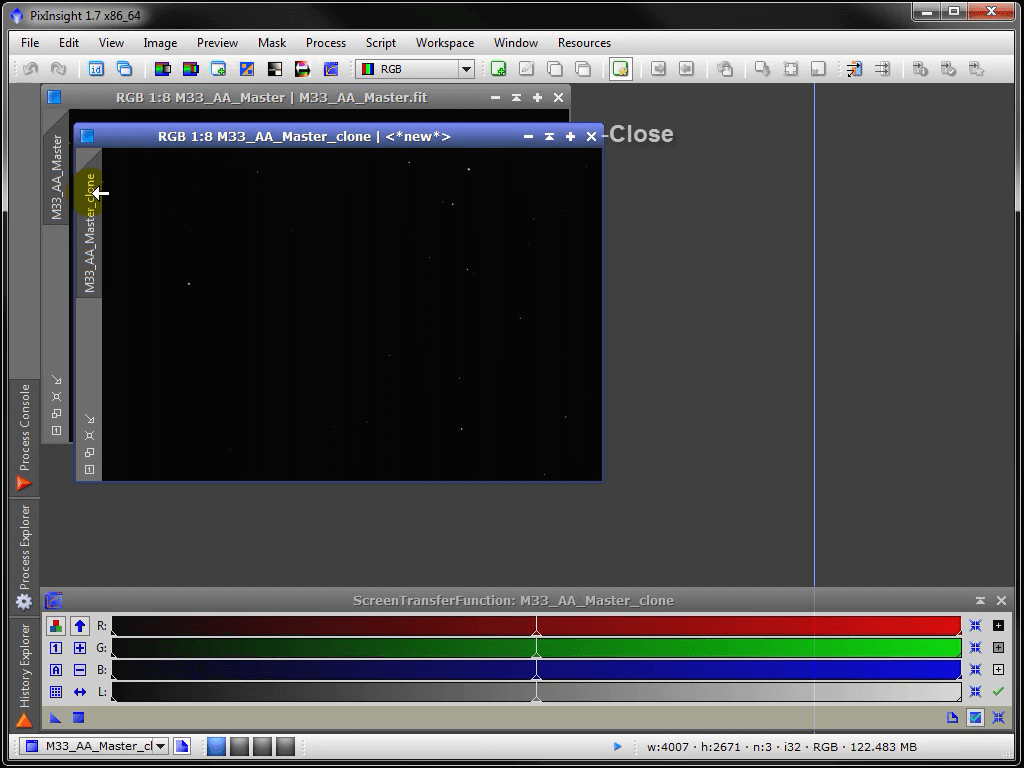 PixInsight 1.7 x86_64
File Edit View Image Preview Mask Process Script Workspace Window Resources
id RGB
RGB 1:8 M33_AA_Master | M33_AA_Master.fit
RGB 1:8 M33_AA_Master_clone | <*new*>
-Close
M33_AA_Master
M33_AA_Master_clone
Process Console
Process Explorer
History Explorer
ScreenTransferFunction: M33_AA_Master_clone
R:
1 G:
A B:
L:
M33_AA_Master_cl
w:4007 · h:2671 · n:3 · i32 · RGB · 122.483 MB